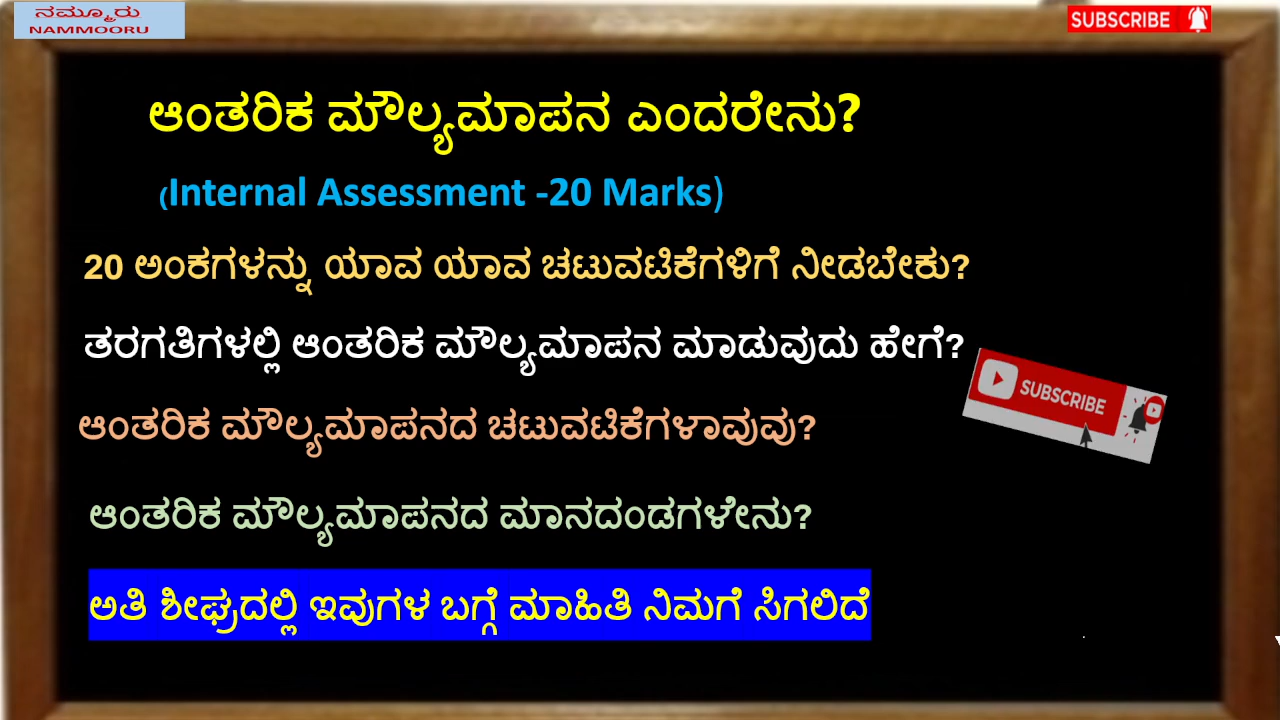 ನಮ್ಮೂರು
NAMMOORU
SUBSCRIBE
ಆಂತರಿಕ ಮೌಲ್ಯಮಾಪನ ಎಂದರೇನು?
(Internal Assessment -20 Marks)
20 ಅಂಕಗಳನ್ನು ಯಾವ ಯಾವ ಚಟುವಟಿಕೆಗಳಿಗೆ ನೀಡಬೇಕು?
ತರಗತಿಗಳಲ್ಲಿ ಆಂತರಿಕ ಮೌಲ್ಯಮಾಪನ ಮಾಡುವುದು ಹೇಗೆ?
SUBSCRIBE
ಆಂತರಿಕ ಮೌಲ್ಯಮಾಪನದ ಚಟುವಟಿಕೆಗಳಾವುವು?
ಆಂತರಿಕ ಮೌಲ್ಯಮಾಪನದ ಮಾನದಂಡಗಳೇನು?
ಅತಿ ಶೀಘ್ರದಲ್ಲಿ ಇವುಗಳ ಬಗ್ಗೆ ಮಾಹಿತಿ ನಿಮಗೆ ಸಿಗಲಿದೆ